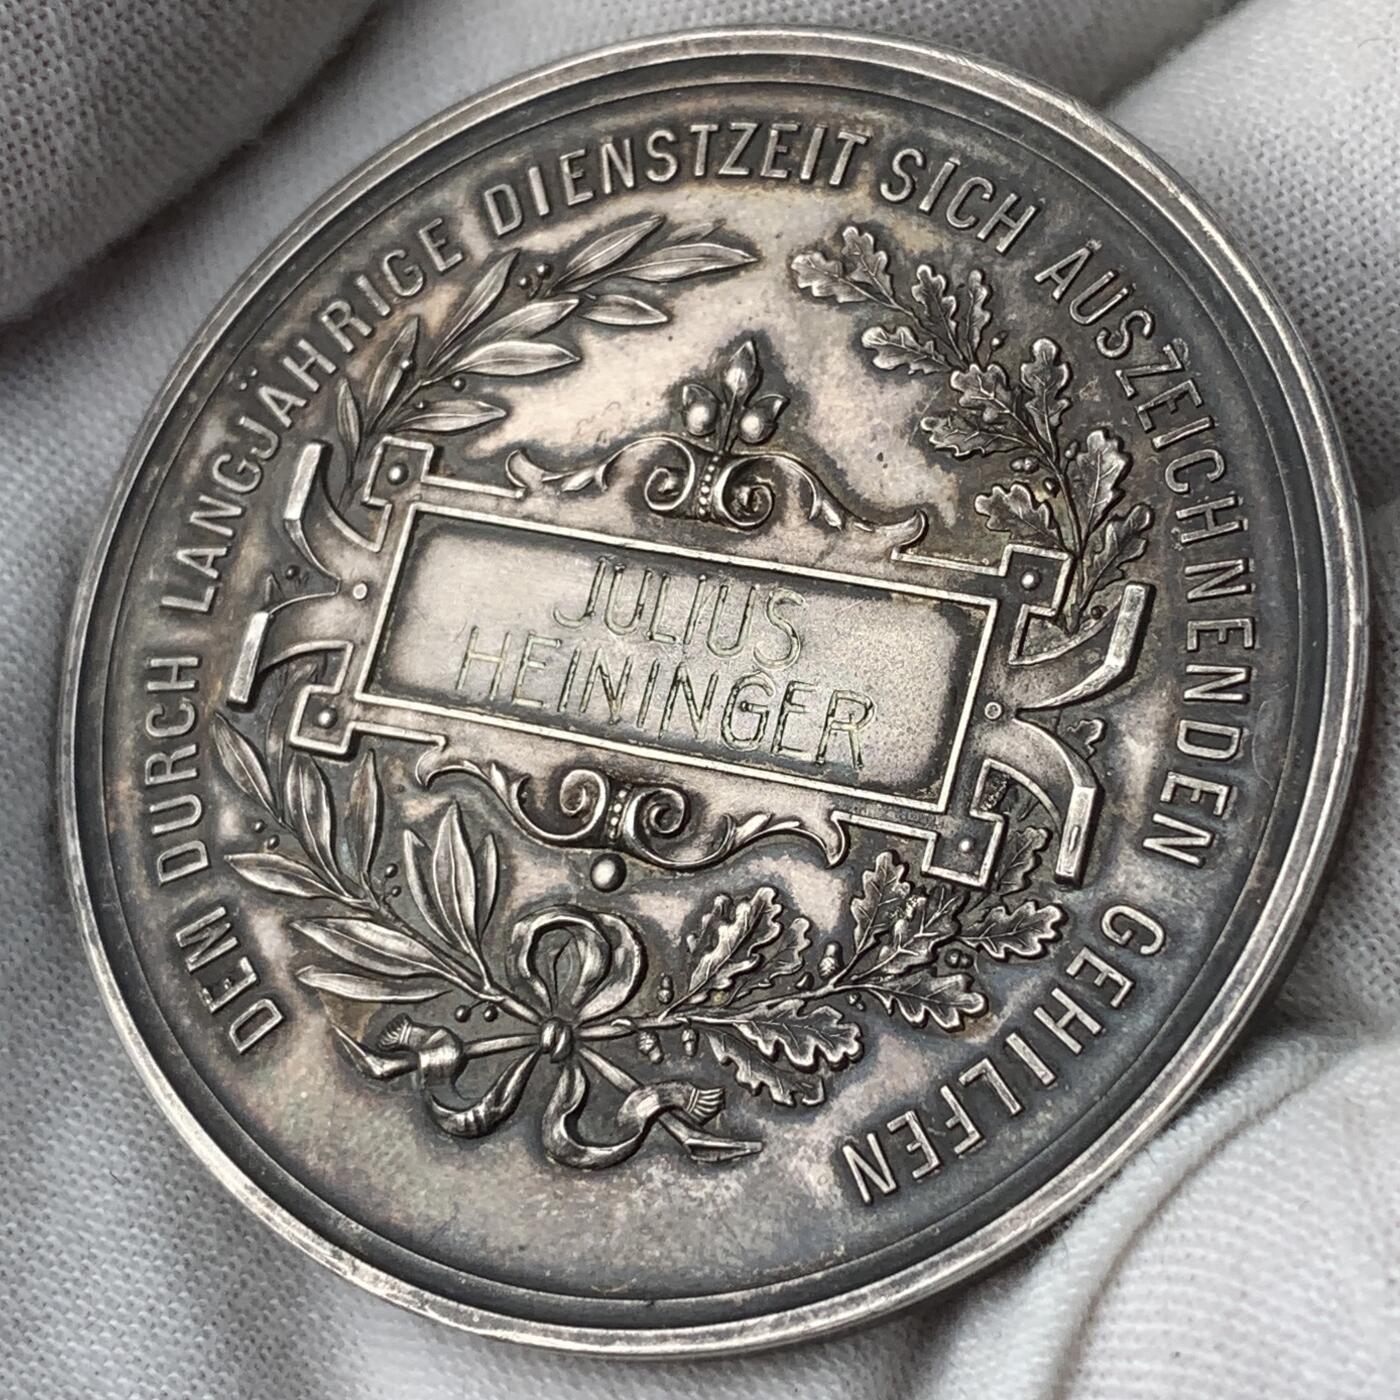 DEM DURCH LANGJÄHRIGE DIENSTZEIT SICH AUSZEICHNENDEN GEHILFEN
JULIUS
HEININGER